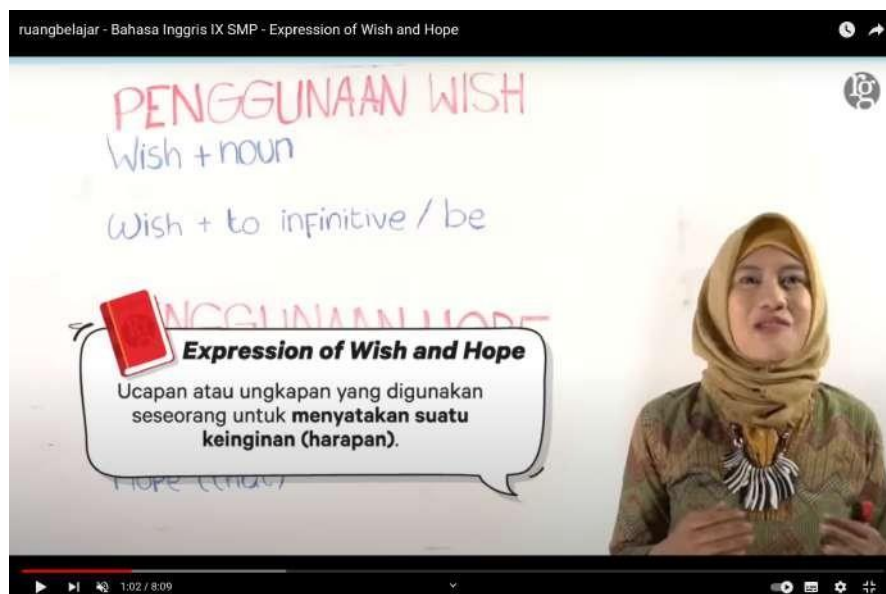 ruangbelajar - Bahasa Inggris IX SMP - Expression of Wish and Hope
rg
PENGGUNAAN WISH
Wish + noun
Wish + to infinitive / be
Expression of Wish and Hope
Ucapan atau ungkapan yang digunakan
seseorang untuk menyatakan suatu
keinginan (harapan).
1:02 / 8:09